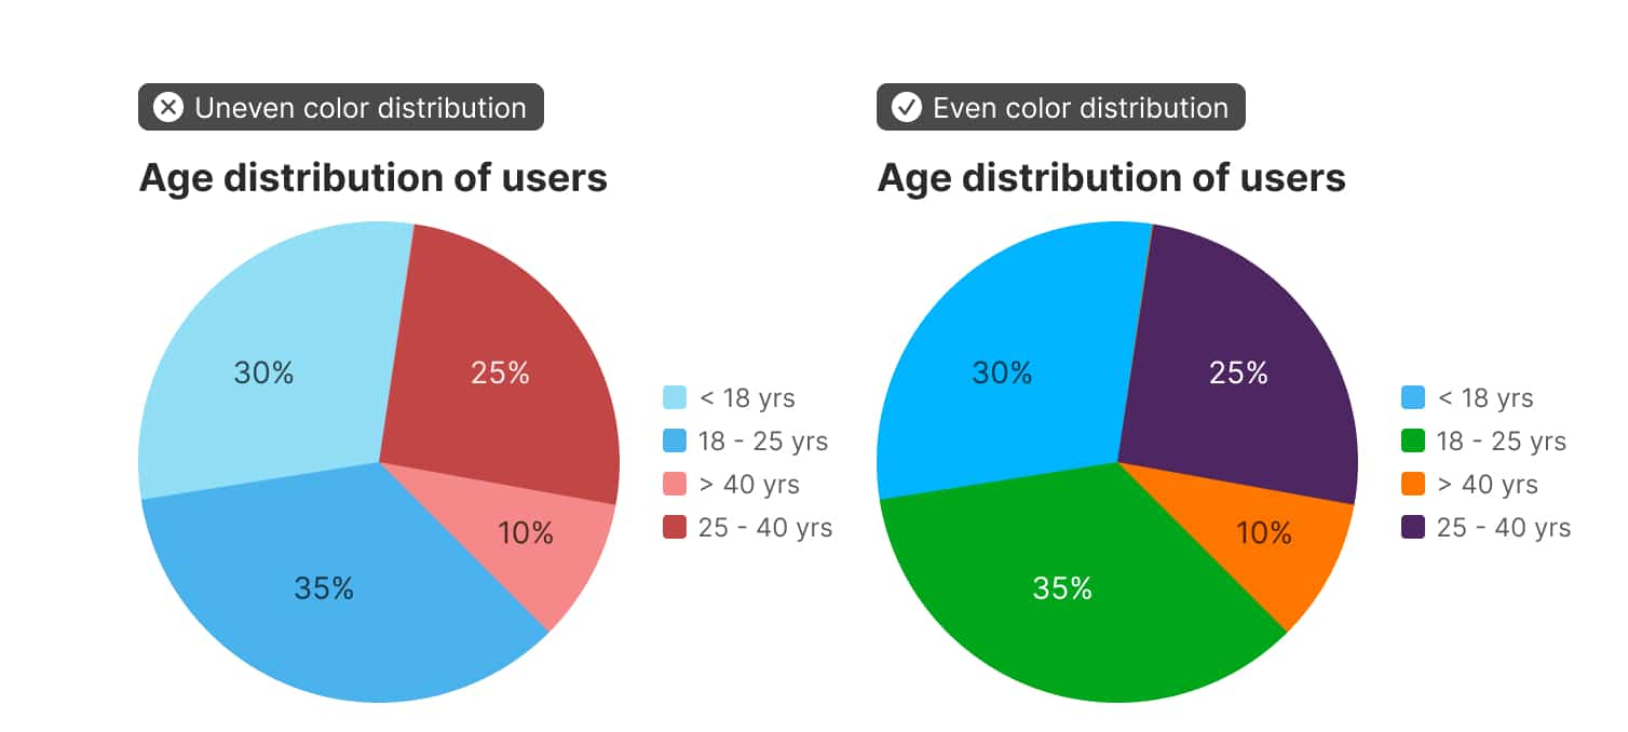 Uneven color distribution
Age distribution of users
30%
25%
10%
35%
< 18 yrs
18 - 25 yrs
> 40 yrs
25 - 40 yrs
Even color distribution
Age distribution of users
30%
25%
10%
35%
< 18 yrs
18 - 25 yrs
> 40 yrs
25 - 40 yrs